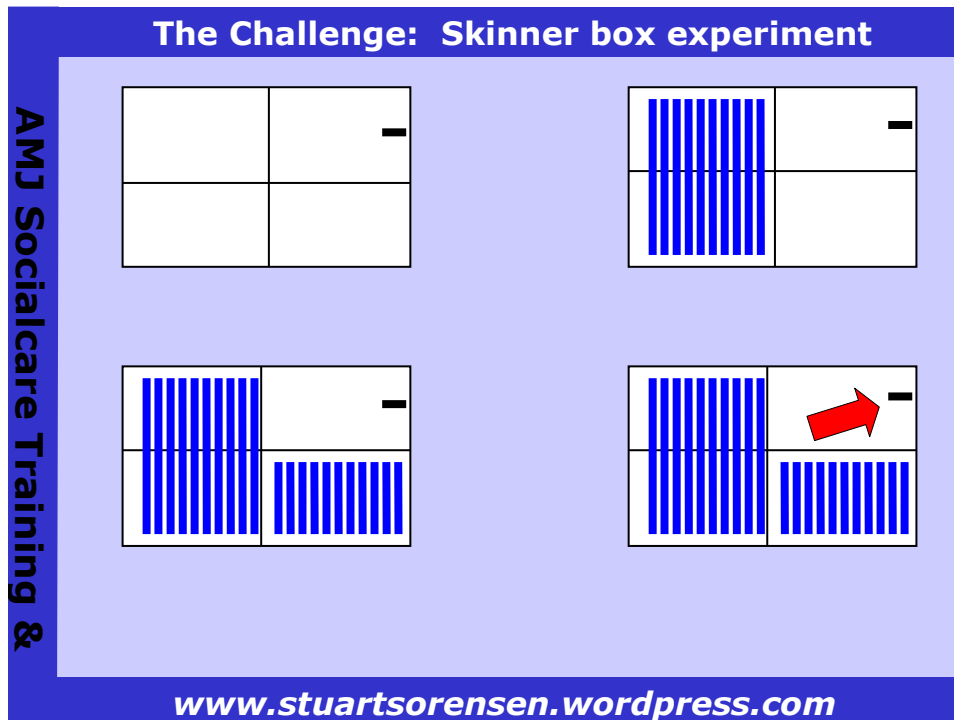 The Challenge: Skinner box experiment
AMJ Socialcare Training &
www.stuartsorensen.wordpress.com